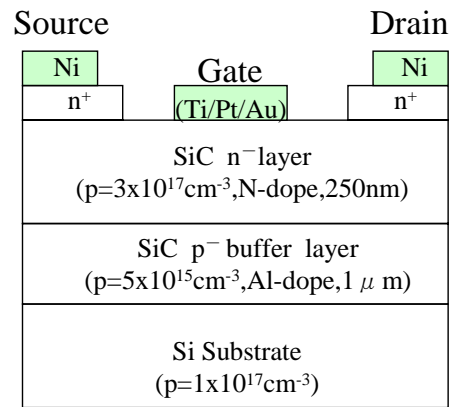 Source Drain
Ni Gate Ni
n⁺ (Ti/Pt/Au) n⁺
SiC n⁻layer
(p=3x10¹⁷cm⁻³,N-dope,250nm)
SiC p⁻ buffer layer
(p=5x10¹⁵cm⁻³,Al-dope,1 μ m)
Si Substrate
(p=1x10¹⁷cm⁻³)